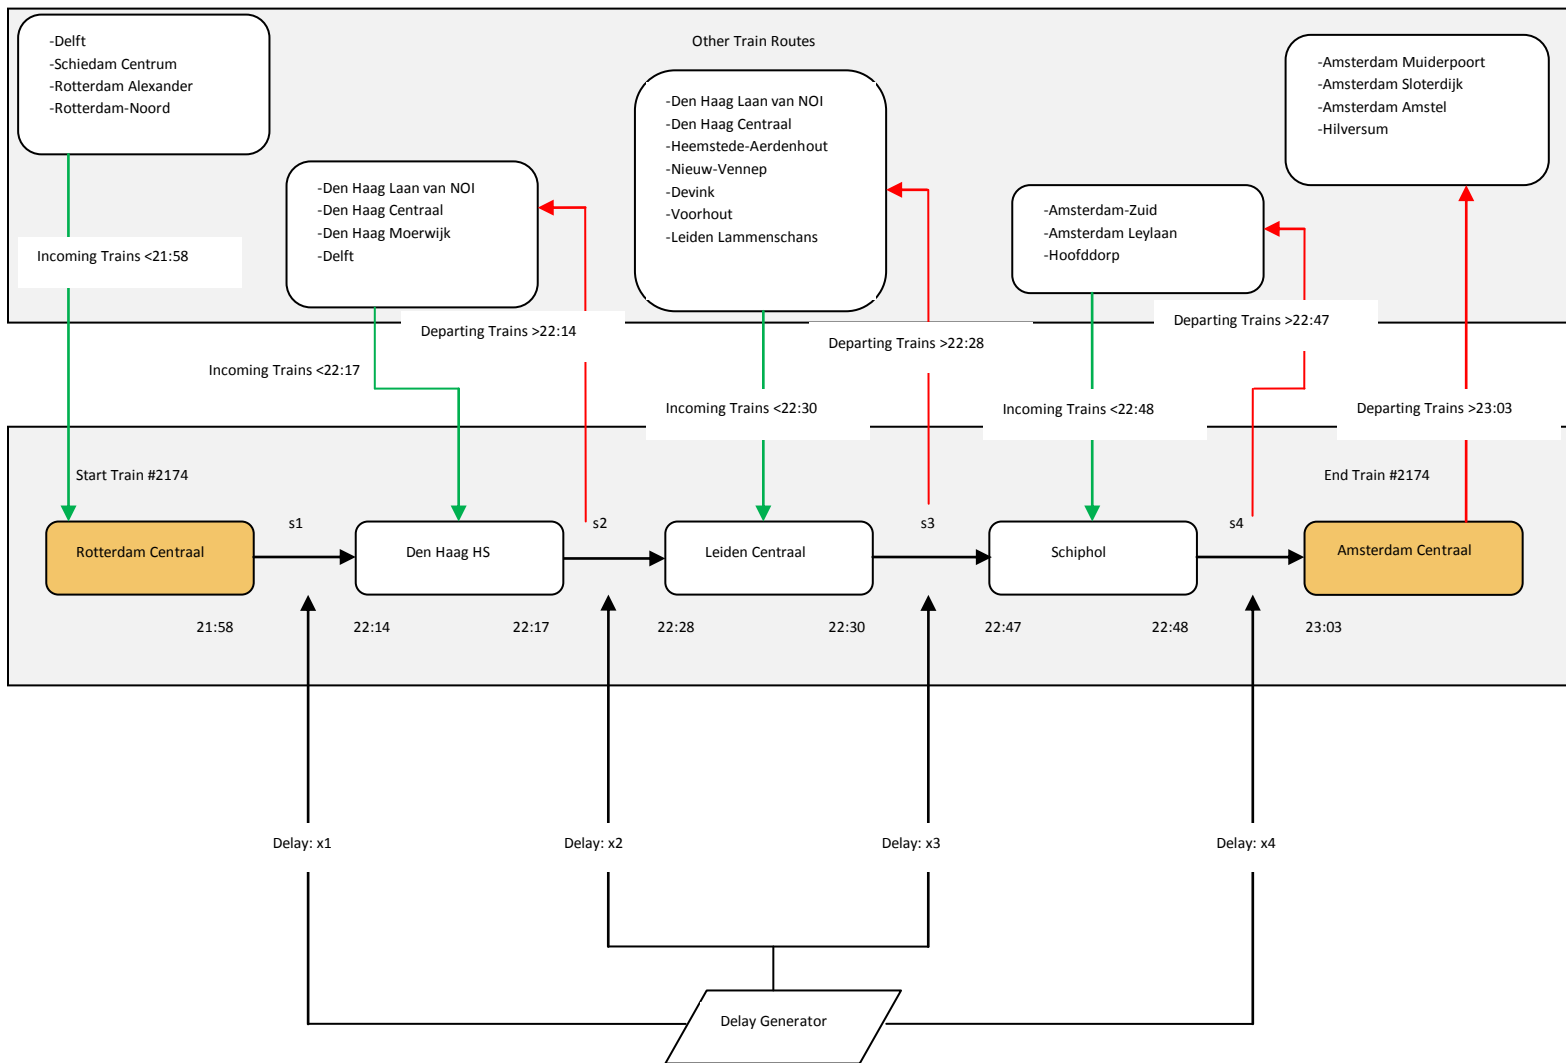 Other Train Routes
-Delft
-Schiedam Centrum
-Rotterdam Alexander
-Rotterdam-Noord
-Den Haag Laan van NOI
-Den Haag Centraal
-Den Haag Moerwijk
-Delft
-Den Haag Laan van NOI
-Den Haag Centraal
-Heemstede-Aerdenhout
-Nieuw-Vennep
-Devink
-Voorhout
-Leiden Lammenschans
-Amsterdam-Zuid
-Amsterdam Leylaan
-Hoofddorp
-Amsterdam Muiderpoort
-Amsterdam Sloterdijk
-Amsterdam Amstel
-Hilversum
Incoming Trains <21:58
Departing Trains >22:14
Departing Trains >22:28
Departing Trains >22:47
Incoming Trains <22:17
Incoming Trains <22:30
Incoming Trains <22:48
Departing Trains >23:03
Start Train #2174
End Train #2174
s1
s2
s3
s4
Rotterdam Centraal
Den Haag HS
Leiden Centraal
Schiphol
Amsterdam Centraal
21:58
22:14
22:17
22:28
22:30
22:47
22:48
23:03
Delay: x1
Delay: x2
Delay: x3
Delay: x4
Delay Generator